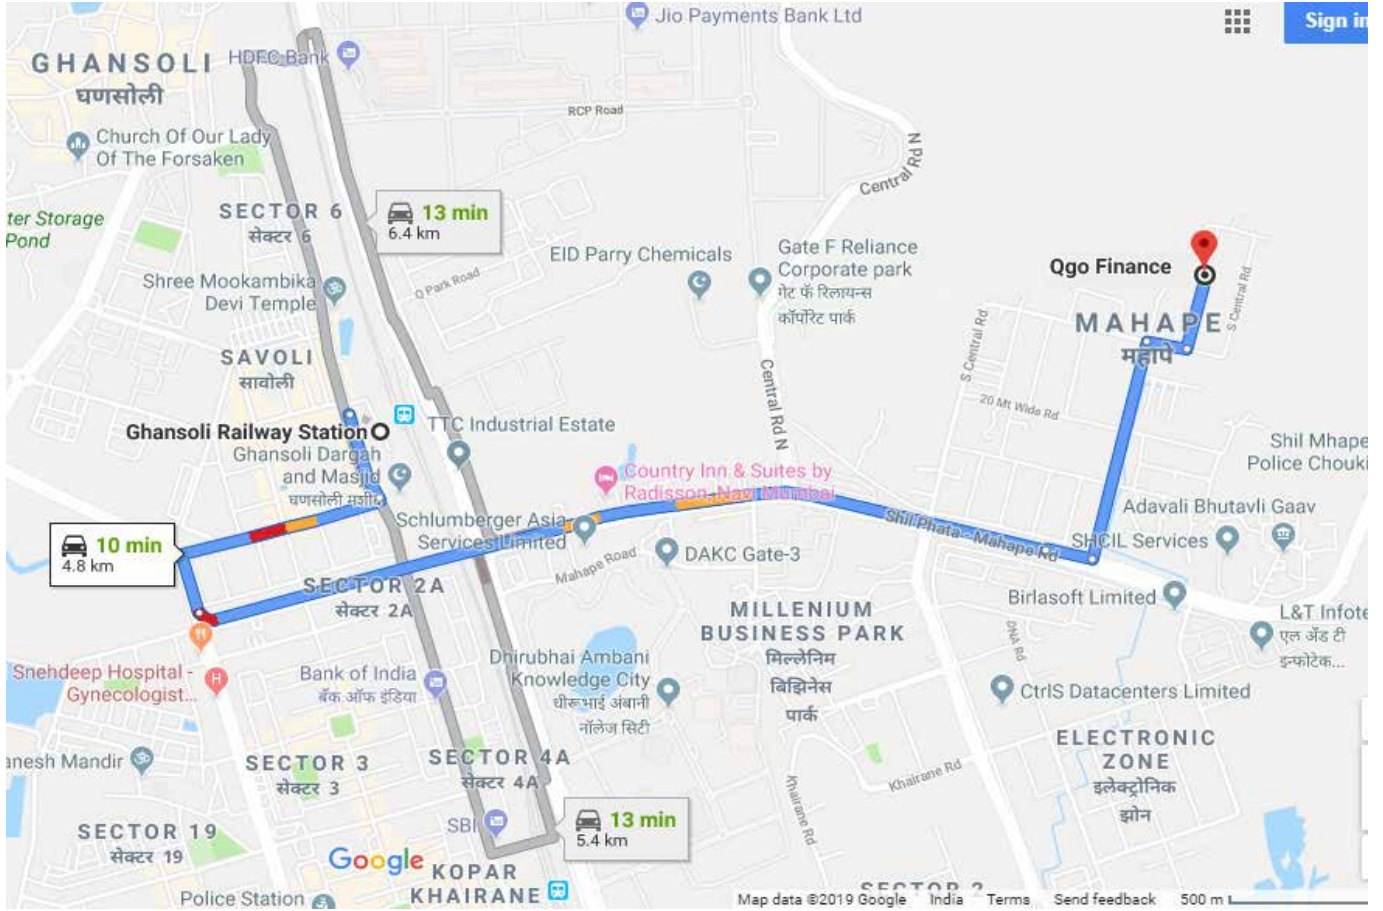 Jio Payments Bank Ltd
Sign in
GHANSOLI
घणसोली
HDFC Bank
RCP Road
Church Of Our Lady
Of The Forsaken
Central Rd N
ter Storage
Pond
SECTOR 6
सेक्टर 6
13 min
6.4 km
EID Parry Chemicals
Gate F Reliance
Corporate park
गेट फॅ रिलायन्स
कॉर्पोरेट पार्क
Qgo Finance
S Central Rd
Shree Mookambika
Devi Temple
Q Park Road
MAHAPE
महापे
S Central Rd
SAVOLI
सावोली
Central Rd N
20 Mt Wide Rd
Ghansoli Railway Station
TTC Industrial Estate
Ghansoli Dargah
and Masjid
घणसोली मशीद
Shil Mhape
Police Chouki
Country Inn & Suites by
Radisson, Navi Mumbai
Adavali Bhutavli Gaav
Schlumberger Asia
Services Limited
Shil Phata - Mahape Rd
SHCIL Services
10 min
4.8 km
Mahape Road
DAKC Gate-3
SECTOR 2A
सेक्टर 2A
MILLENIUM
BUSINESS PARK
मिल्लेनिम
बिझिनेस
पार्क
Birlasoft Limited
L&T Infote
एल अँड टी
इन्फोटेक...
DNA Rd
Snehdeep Hospital -
Gynecologist...
Bank of India
बँक ऑफ इंडिया
Dhirubhai Ambani
Knowledge City
धीरूभाई अंबानी
नॉलेज सिटी
CtrlS Datacenters Limited
ELECTRONIC
ZONE
इलेक्ट्रोनिक
झोन
anesh Mandir
SECTOR 3
सेक्टर 3
SECTOR 4A
सेक्टर 4A
Khairane Rd
Khairane Rd
SECTOR 19
सेक्टर 19
SBI
13 min
5.4 km
Google
KOPAR
KHAIRANE
Police Station
SECTOR 2
Map data ©2019 Google India Terms Send feedback 500 m